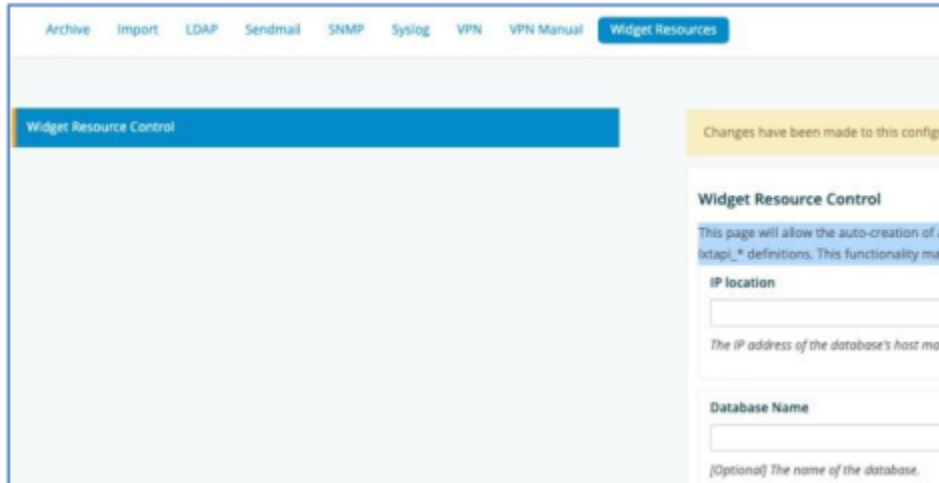 Archive Import LDAP Sendmail SNMP Syslog VPN VPN Manual Widget Resources
Widget Resource Control
Changes have been made to this config
Widget Resource Control
This page will allow the auto-creation of
lxtapi_* definitions. This functionality ma
IP location
The IP address of the database's host ma
Database Name
[Optional] The name of the database.